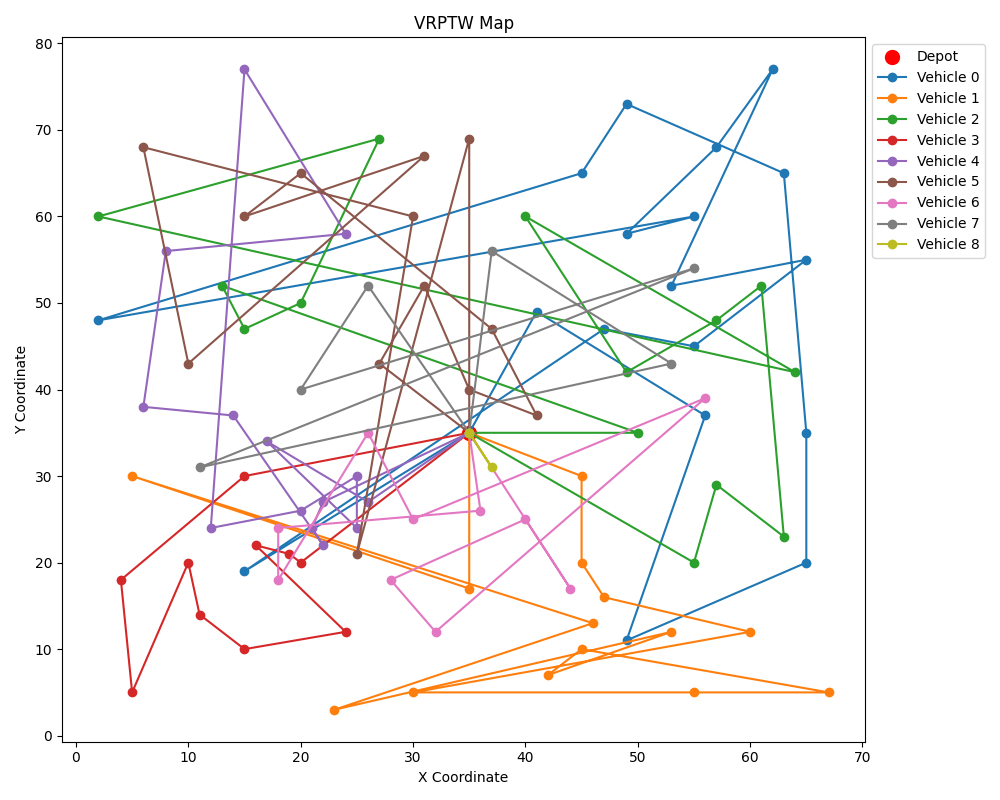 VRPTW Map
80
70
60
50
40
30
20
10
0
Y Coordinate
0 10 20 30 40 50 60 70
X Coordinate
Depot
Vehicle 0
Vehicle 1
Vehicle 2
Vehicle 3
Vehicle 4
Vehicle 5
Vehicle 6
Vehicle 7
Vehicle 8